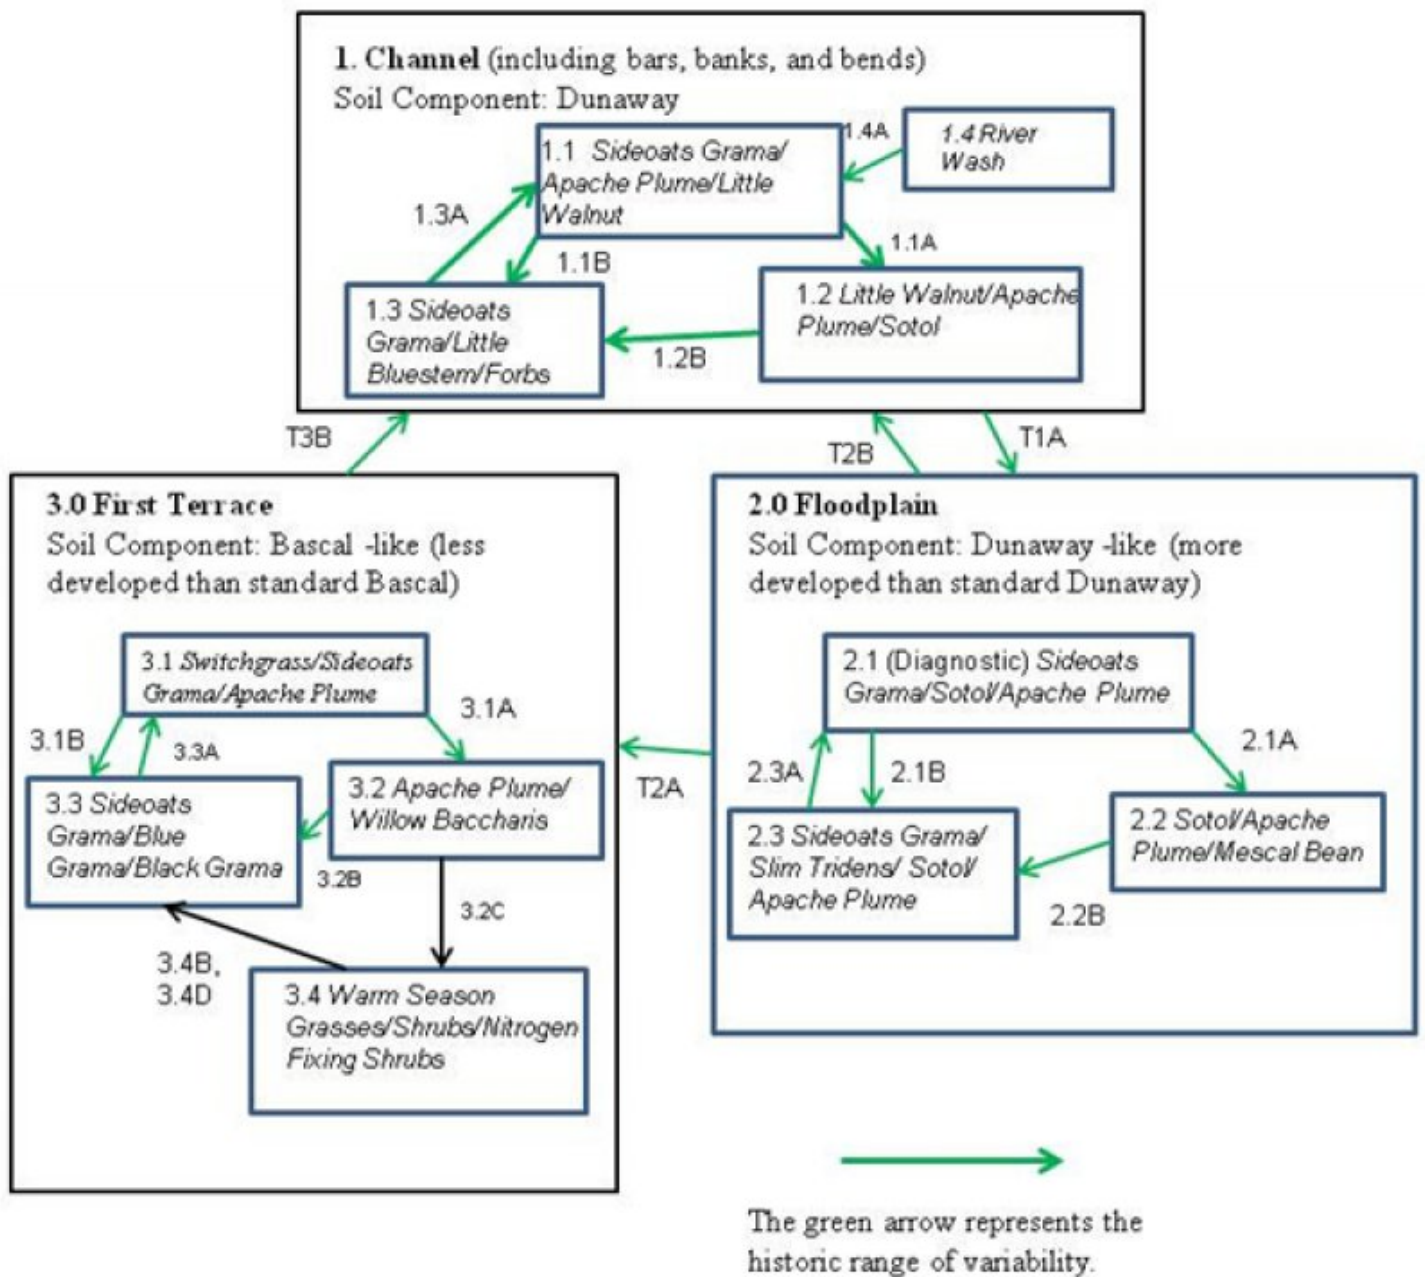 1. Channel (including bars, banks, and bends)
Soil Component: Dunaway
1.4A
1.4 River
Wash
1.1 Sideoats Grama/
Apache Plume/Little
Walnut
1.3A
1.1A
1.1B
1.2 Little Walnut/Apache
Plume/Sotol
1.3 Sideoats
Grama/Little
Bluestem/Forbs
1.2B
T3B
T2B
T1A
3.0 First Terrace
Soil Component: Bascal -like (less
developed than standard Bascal)
3.1 Switchgrass/Sideoats
Grama/Apache Plume
3.1A
3.1B
3.3A
3.2 Apache Plume/
Willow Baccharis
3.3 Sideoats
Grama/Blue
Grama/Black Grama
3.2B
3.2C
3.4B,
3.4D
3.4 Warm Season
Grasses/Shrubs/Nitrogen
Fixing Shrubs
T2A
2.0 Floodplain
Soil Component: Dunaway -like (more
developed than standard Dunaway)
2.1 (Diagnostic) Sideoats
Grama/Sotol/Apache Plume
2.1A
2.3A
2.1B
2.3 Sideoats Grama/
Slim Tridens/ Sotol/
Apache Plume
2.2 Sotol/Apache
Plume/Mescal Bean
2.2B
The green arrow represents the
historic range of variability.